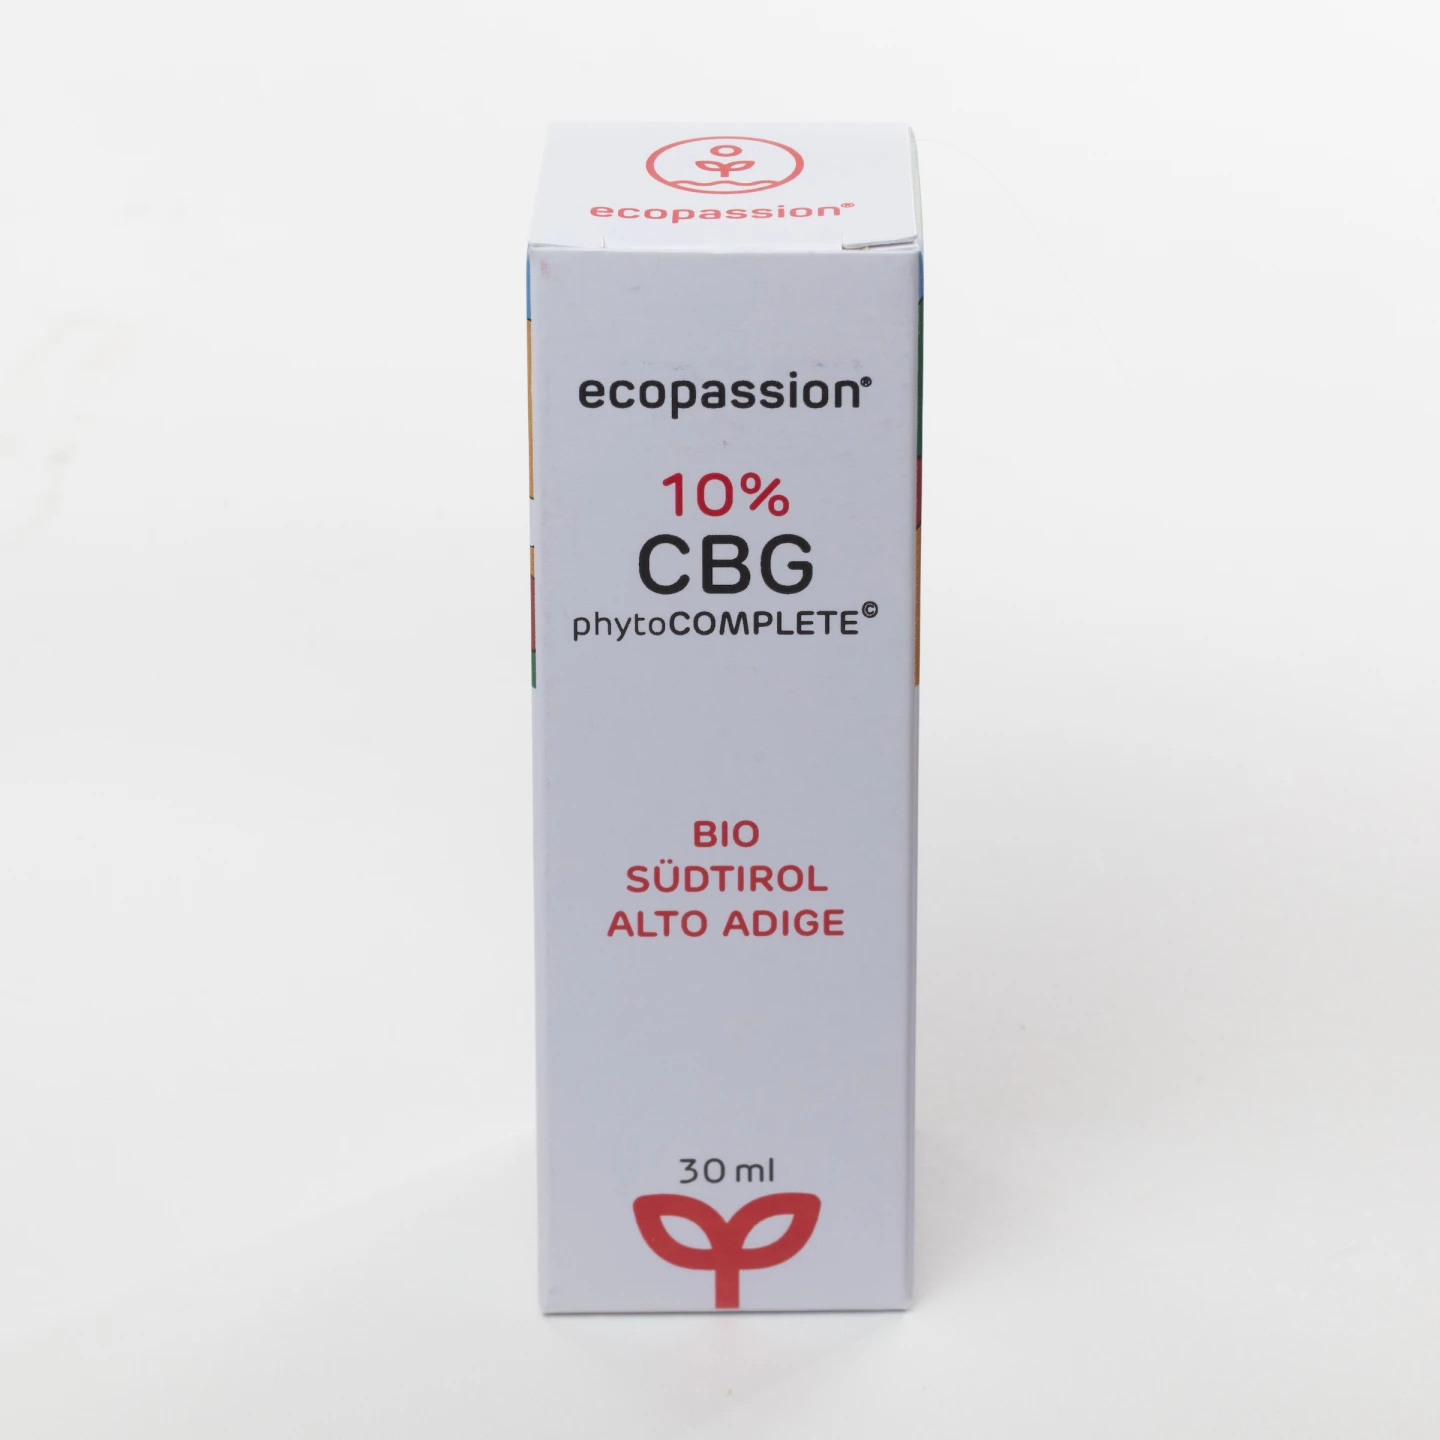 ecopassion®
ecopassion®
10%
CBG
phytoCOMPLETE©
BIO
SÜDTIROL
ALTO ADIGE
30 ml